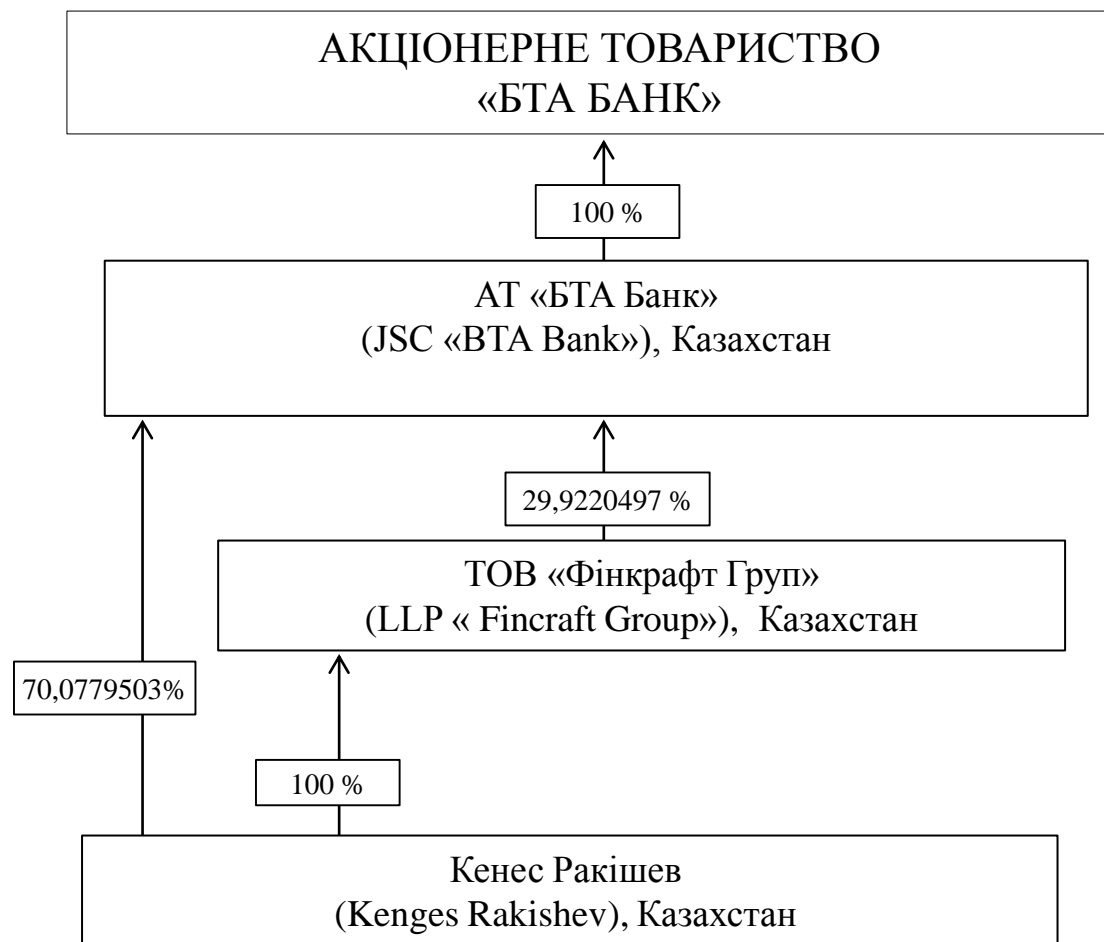 АКЦІОНЕРНЕ ТОВАРИСТВО
«БТА БАНК»
100 %
АТ «БТА Банк»
(JSC «BTA Bank»), Казахстан
29,9220497 %
ТОВ «Фінкрафт Груп»
(LLP « Fincraft Group»), Казахстан
70,0779503%
100 %
Кенес Ракішев
(Kenges Rakishev), Казахстан